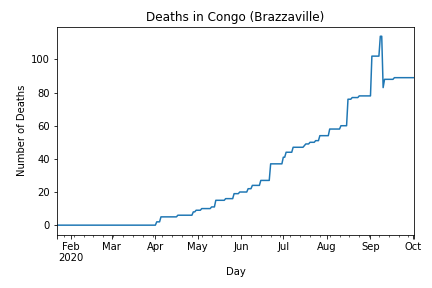 Deaths in Congo (Brazzaville)
100
80
60
40
20
0
Number of Deaths
Feb Mar Apr May Jun Jul Aug Sep Oct
2020
Day